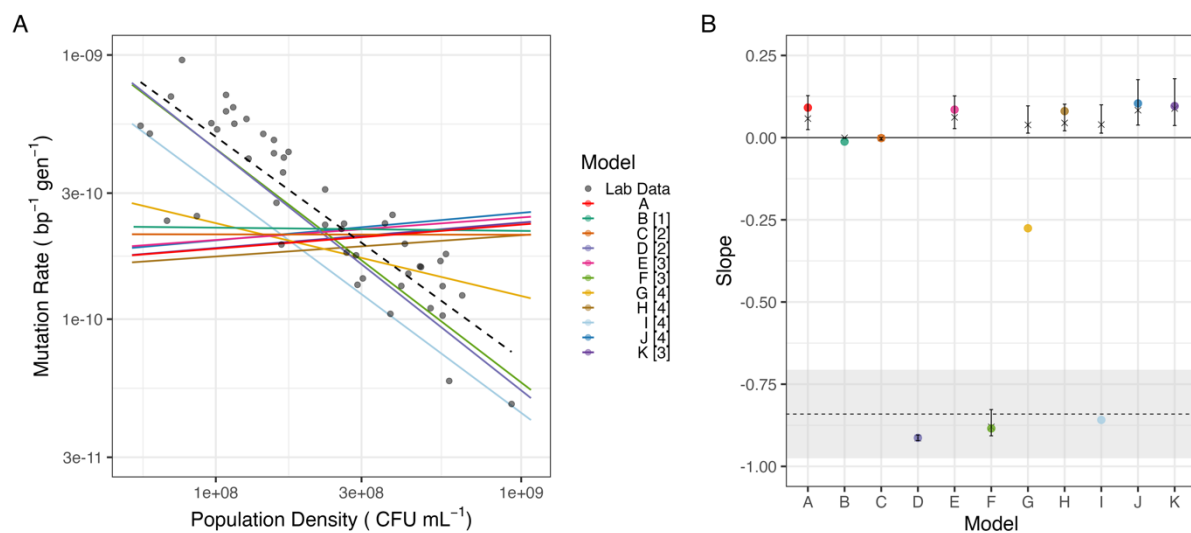 A
B
Mutation Rate ( bp⁻¹ gen⁻¹)
1e-09
3e-10
1e-10
3e-11
1e+08
3e+08
1e+09
Population Density ( CFU mL⁻¹)
Model
Lab Data
A
B [1]
C [2]
D [2]
E [3]
F [3]
G [4]
H [4]
I [4]
J [4]
K [3]
Slope
0.25
0.00
-0.25
-0.50
-0.75
-1.00
A B C D E F G H I J K
Model